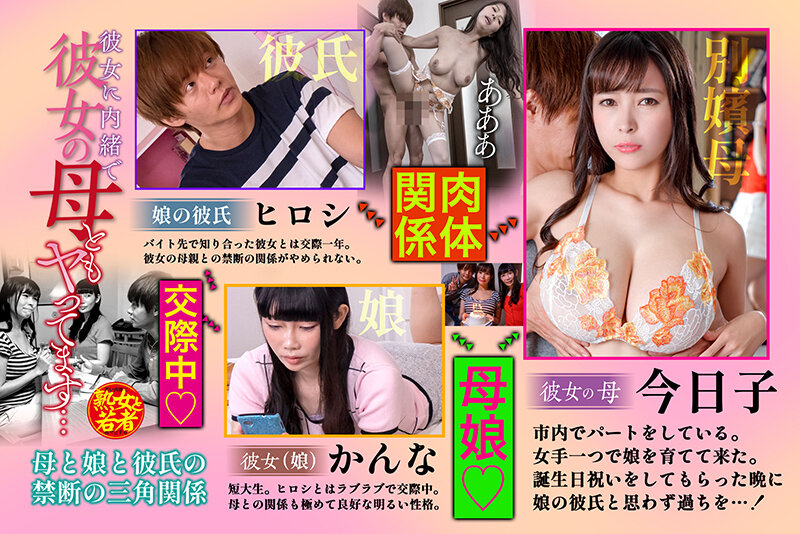 彼女に内緒で
彼女の母ともヤってます…
彼氏
娘の彼氏 ヒロシ
バイト先で知り合った彼女とは交際一年。
彼女の母親との禁断の関係がやめられない。
あああ
肉体
関係
別嬪母
交際中♡
娘
母娘♡
熟女と
若者
彼女(娘) かんな
短大生。ヒロシとはラブラブで交際中。
母との関係も極めて良好な明るい性格。
彼女の母 今日子
市内でパートをしている。
女手一つで娘を育てて来た。
誕生日祝いをしてもらった晩に
娘の彼氏と思わず過ちを…!
母と娘と彼氏の
禁断の三角関係